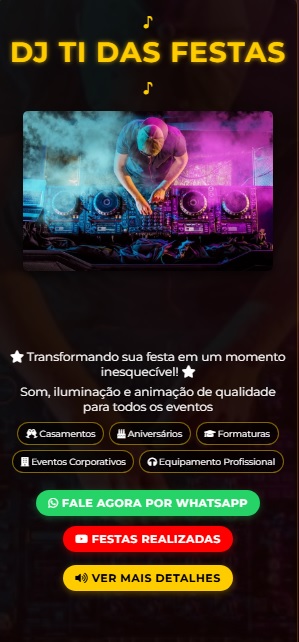 DJ TI DAS FESTAS
Transformando sua festa em um momento
inesquecível!
Som, iluminação e animação de qualidade
para todos os eventos
Casamentos
Aniversários
Formaturas
Eventos Corporativos
Equipamento Profissional
FALE AGORA POR WHATSAPP
FESTAS REALIZADAS
VER MAIS DETALHES